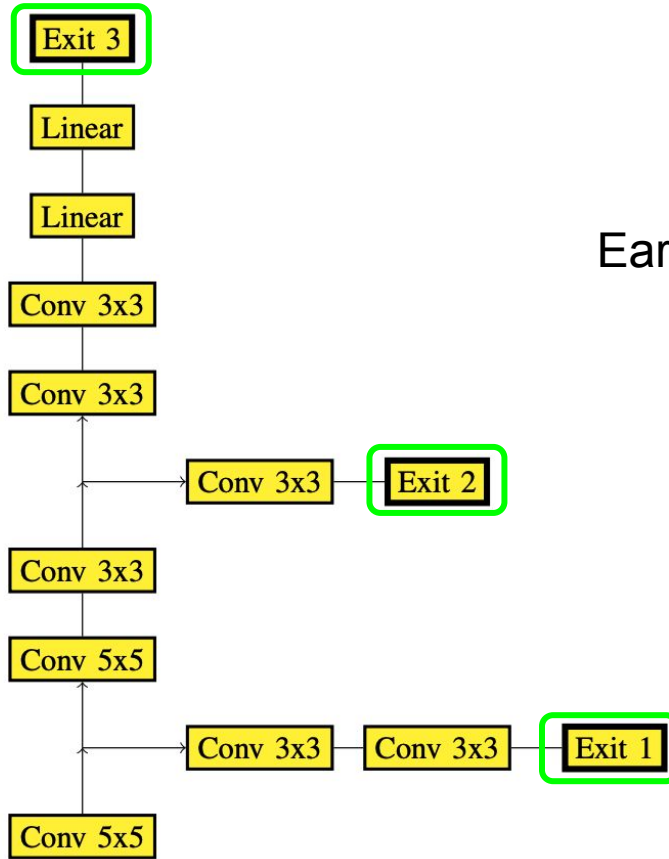 Exit 3
Linear
Linear
Ear
Conv 3x3
Conv 3x3
Conv 3x3 Exit 2
Conv 3x3
Conv 5x5
Conv 3x3 Conv 3x3 Exit 1
Conv 5x5